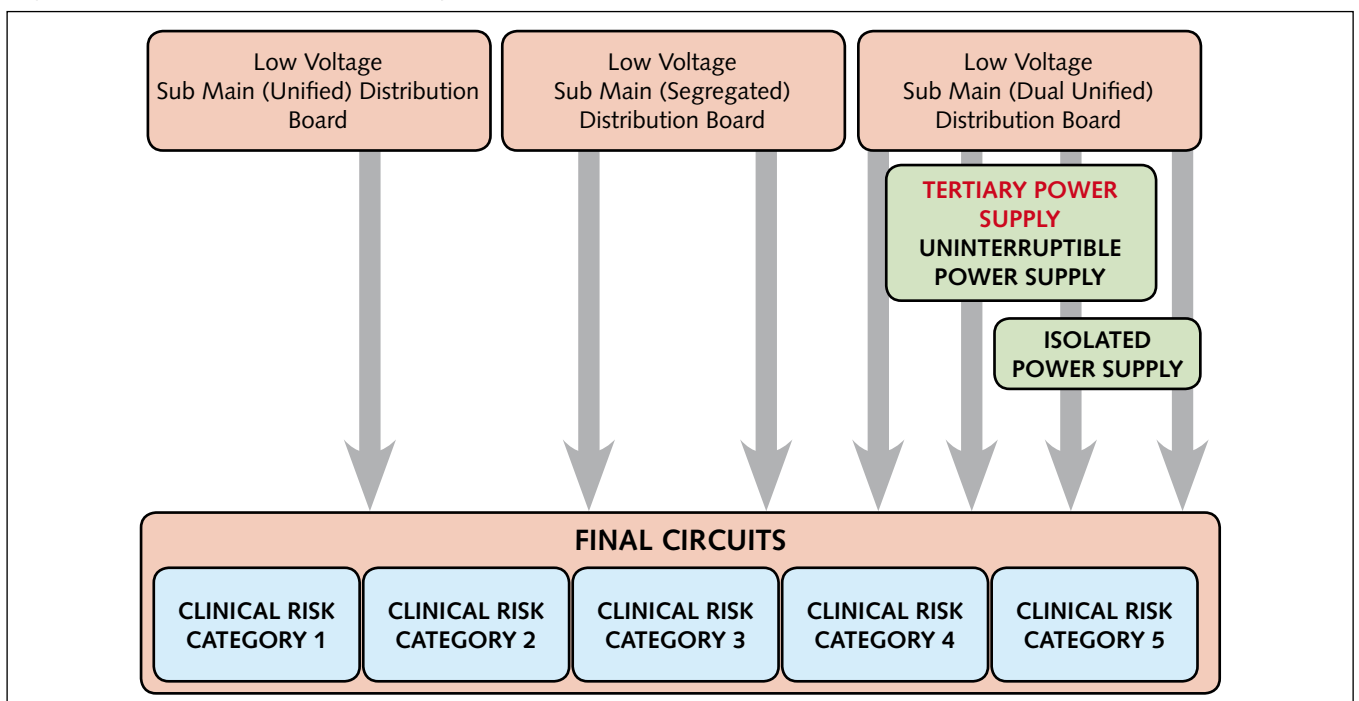 Low Voltage
Sub Main (Unified) Distribution
Board
Low Voltage
Sub Main (Segregated)
Distribution Board
Low Voltage
Sub Main (Dual Unified)
Distribution Board
TERTIARY POWER
SUPPLY
UNINTERRUPTIBLE
POWER SUPPLY
ISOLATED
POWER SUPPLY
FINAL CIRCUITS
CLINICAL RISK
CATEGORY 1
CLINICAL RISK
CATEGORY 2
CLINICAL RISK
CATEGORY 3
CLINICAL RISK
CATEGORY 4
CLINICAL RISK
CATEGORY 5